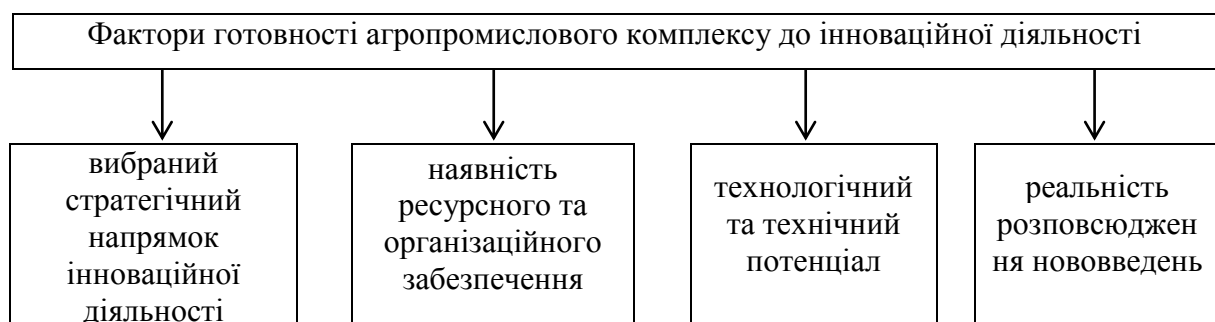 Фактори готовності агропромислового комплексу до інноваційної діяльності
вибраний
стратегічний
напрямок
інноваційної
діяльності
наявність
ресурсного та
організаційного
забезпечення
технологічний
та технічний
потенціал
реальність
розповсюджен
ня нововведень